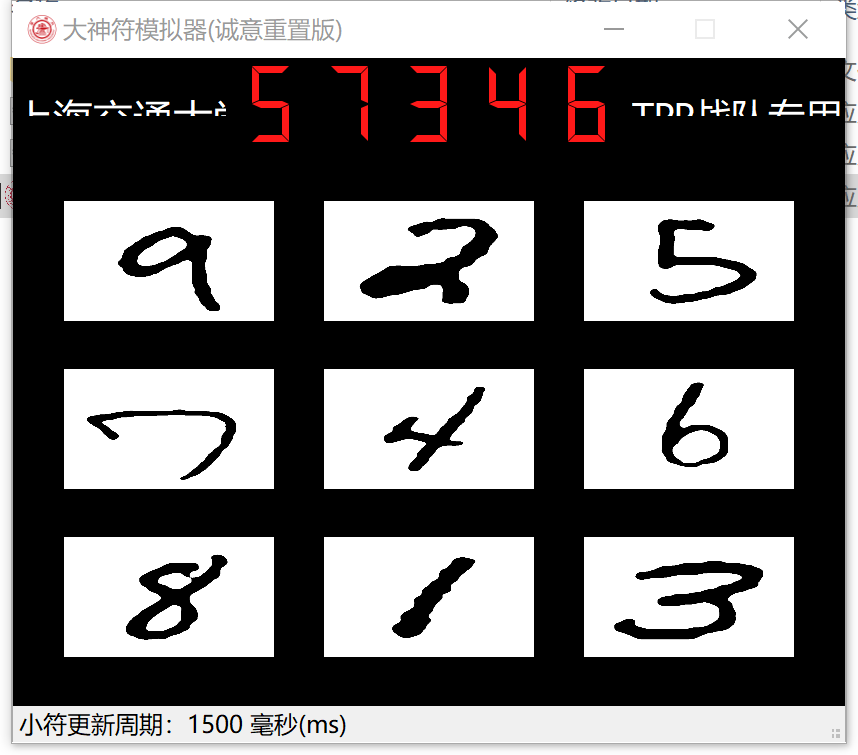 大神符模拟器(诚意重置版)
上海交通大学 57346 TPP战队专用
9 2 5
7 4 6
8 1 3
小符更新周期：1500 毫秒(ms)